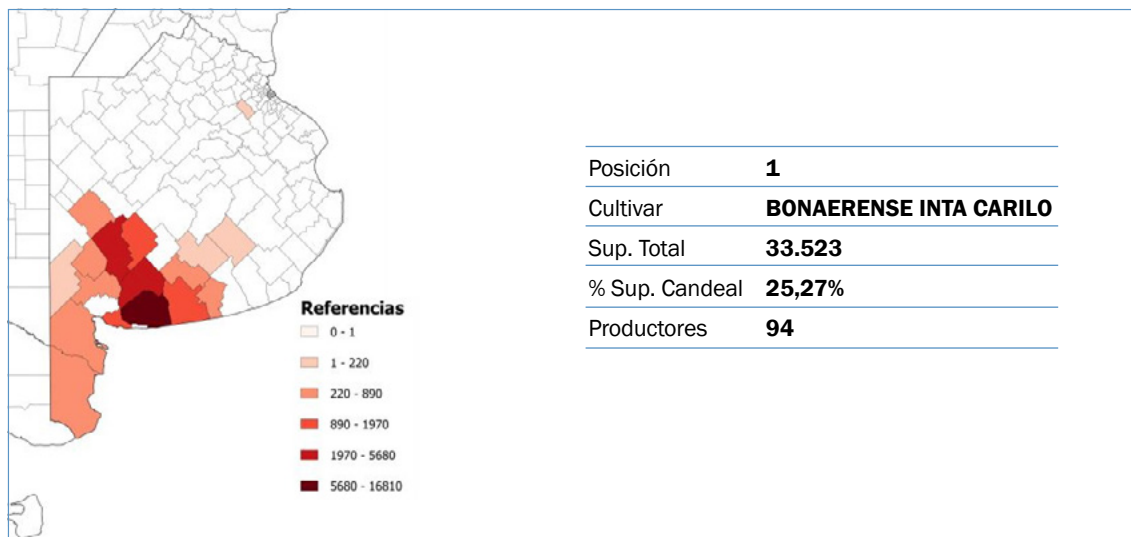 Referencias
0 - 1
1 - 220
220 - 890
890 - 1970
1970 - 5680
5680 - 16810
Posición 1
Cultivar BONAERENSE INTA CARILO
Sup. Total 33.523
% Sup. Candeal 25,27%
Productores 94